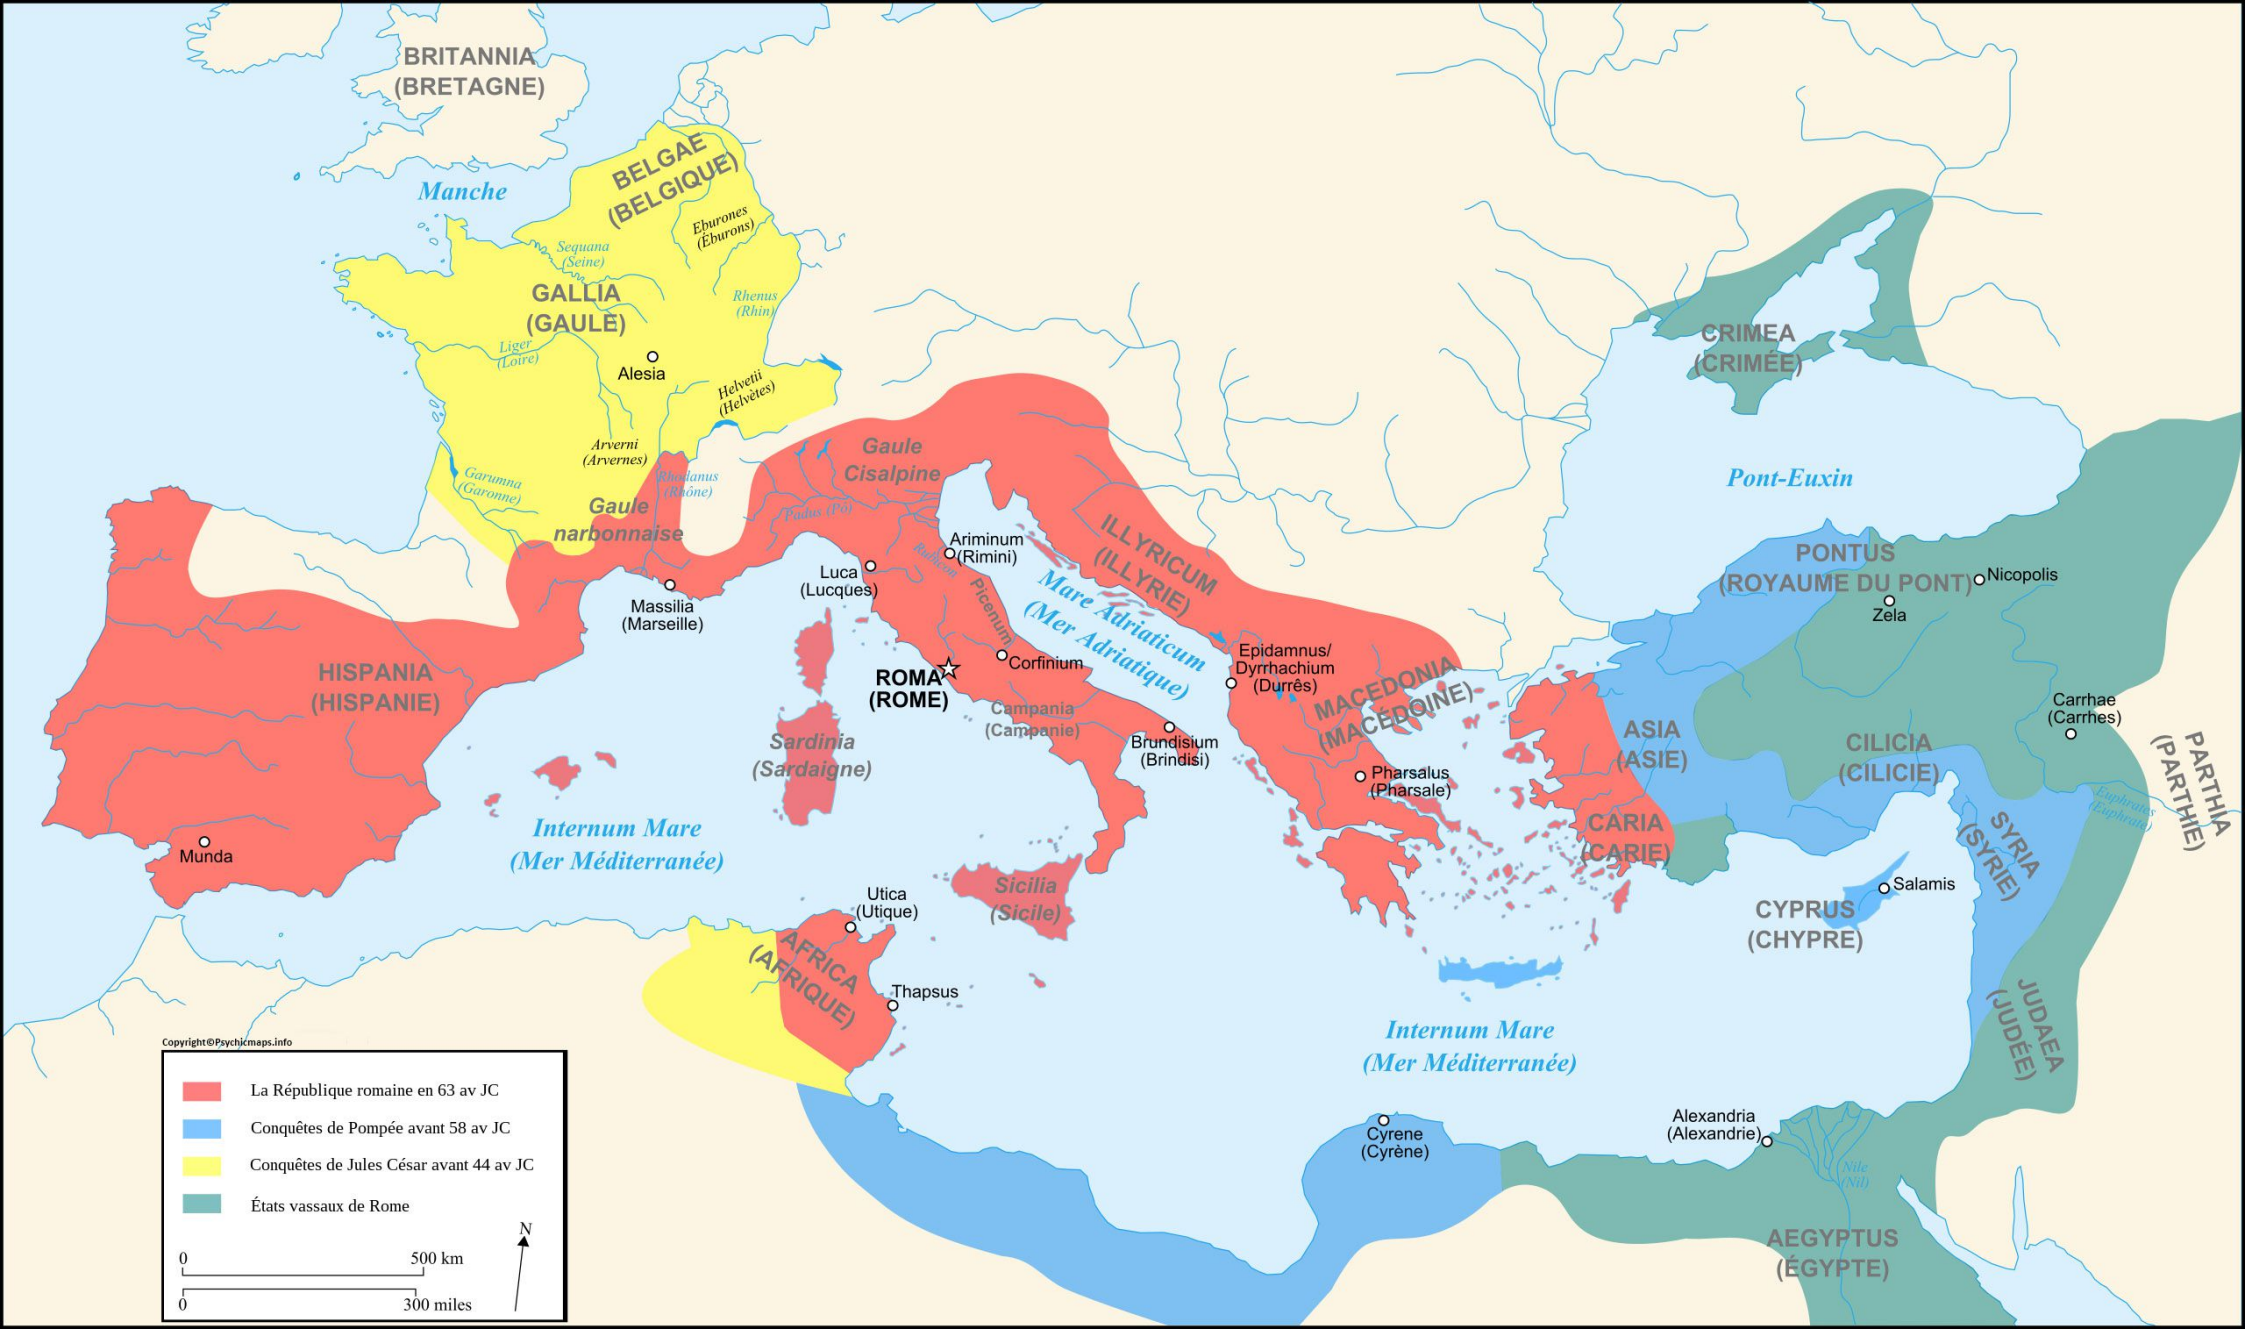 BRITANNIA
(BRETAGNE)
Manche
BELGAE
(BELGIQUE)
Eburones
(Éburons)
Sequana
(Seine)
GALLIA
(GAULE)
Rhenus
(Rhin)
Liger
(Loire)
Alesia
Helvetii
(Helvètes)
Arverni
(Arvernes)
Garumna
(Garonne)
Rhodanus
(Rhône)
Gaule
narbonnaise
Gaule
Cisalpine
Padus (Pô)
Rubicon
Ariminum
(Rimini)
Luca
(Lucques)
Massilia
(Marseille)
Picenum
ILLYRICUM
(ILLYRIE)
Mare Adriaticum
(Mer Adriatique)
CRIMEA
(CRIMÉE)
Pont-Euxin
PONTUS
(ROYAUME DU PONT)
Nicopolis
Zela
HISPANIA
(HISPANIE)
ROMA
(ROME)
Corfinium
Campania
(Campanie)
Epidamnus/
Dyrrhachium
(Durrês)
MACEDONIA
(MACÉDOINE)
Brundisium
(Brindisi)
Sardinia
(Sardaigne)
Pharsalus
(Pharsale)
ASIA
(ASIE)
CILICIA
(CILICIE)
Carrhae
(Carrhes)
PARTHIA
(PARTHIE)
Euphrates
(Euphrate)
Munda
Internum Mare
(Mer Méditerranée)
CARIA
(CARIE)
SYRIA
(SYRIE)
Utica
(Utique)
Sicilia
(Sicile)
Salamis
CYPRUS
(CHYPRE)
AFRICA
(AFRIQUE)
Thapsus
JUDAEA
(JUDÉE)
Internum Mare
(Mer Méditerranée)
Cyrene
(Cyrène)
Alexandria
(Alexandrie)
Nile
(Nil)
AEGYPTUS
(ÉGYPTE)
Copyright©Psychicmaps.info
La République romaine en 63 av JC
Conquêtes de Pompée avant 58 av JC
Conquêtes de Jules César avant 44 av JC
États vassaux de Rome
N
0 500 km
0 300 miles